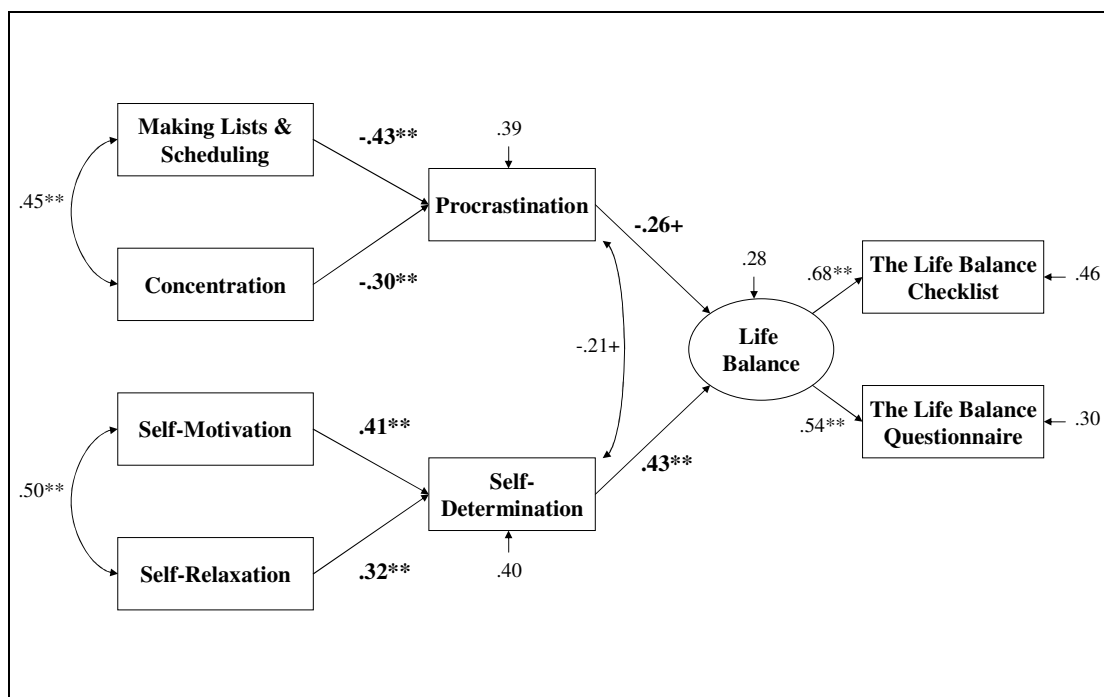 Making Lists &
Scheduling
-.43**
.39
.45**
Procrastination
-.26+
Concentration
-.30**
.28
.68**
The Life Balance
Checklist
.46
-.21+
Life
Balance
Self-Motivation
.41**
.54**
The Life Balance
Questionnaire
.30
.50**
Self-
Determination
.43**
Self-Relaxation
.32**
.40